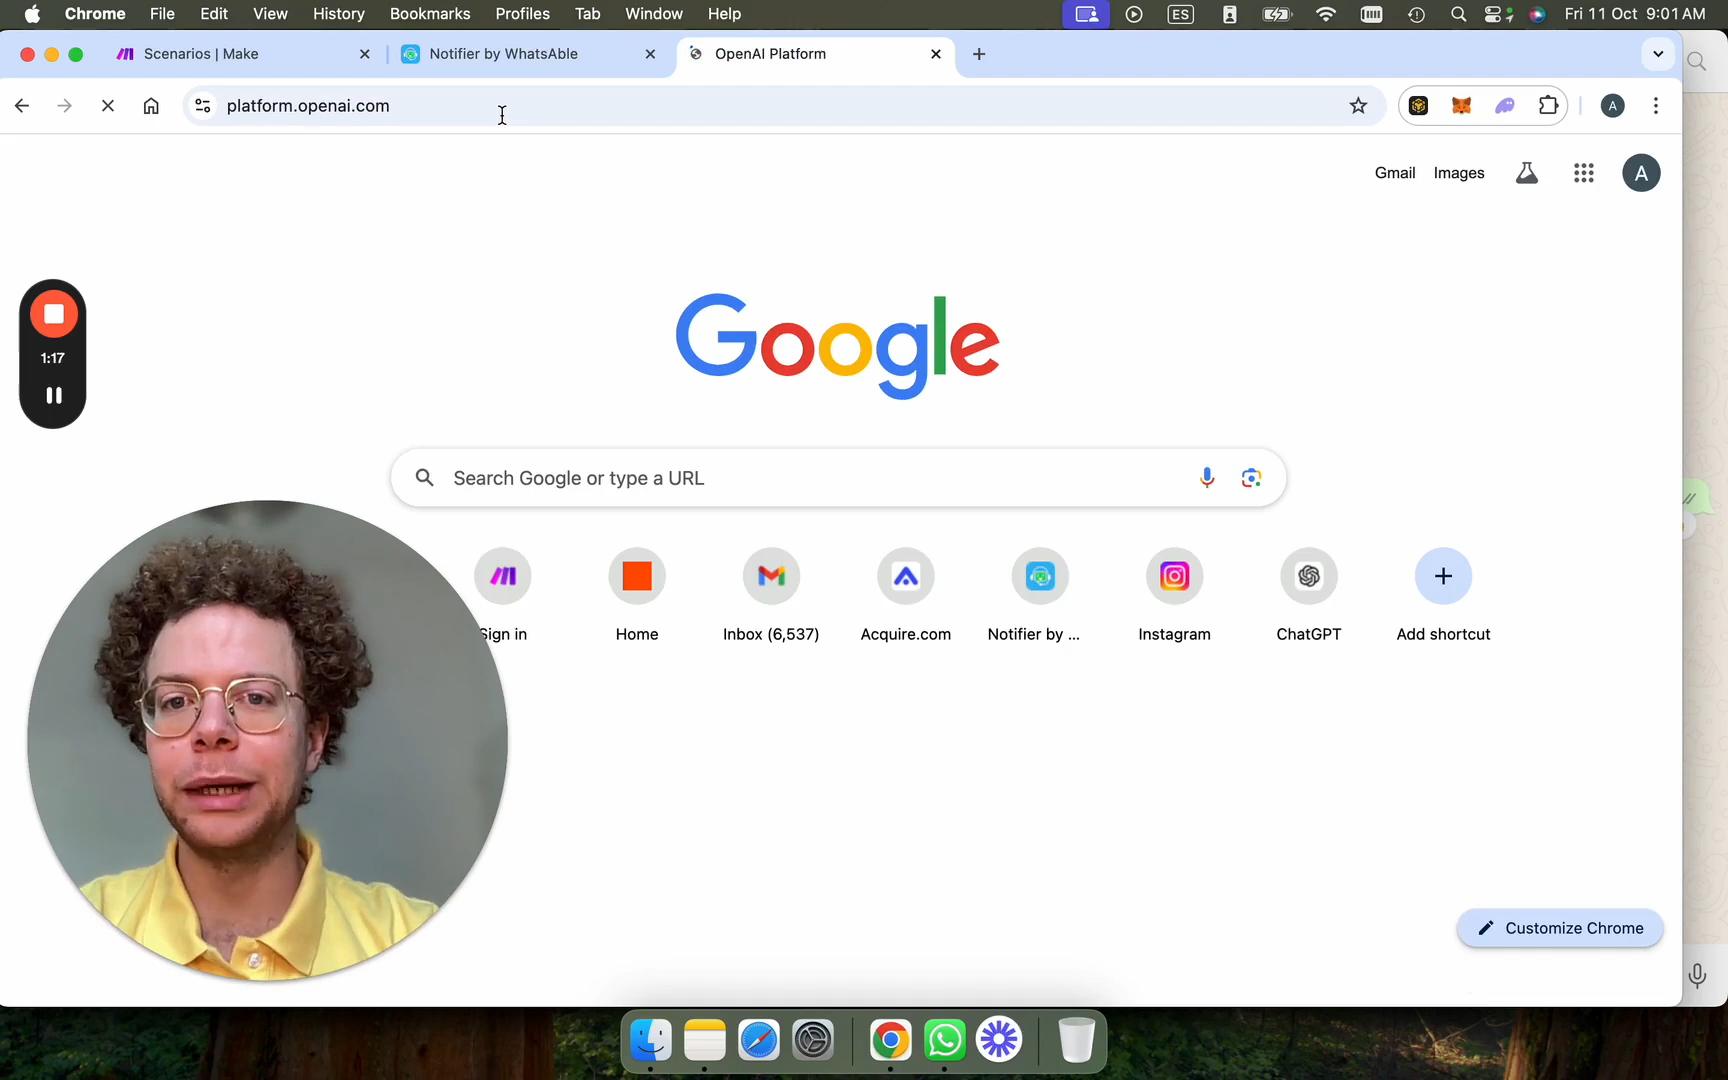 Chrome File Edit View History Bookmarks Profiles Tab Window Help ES Fri 11 Oct 9:01 AM
Scenarios | Make Notifier by WhatsAble OpenAI Platform
platform.openai.com A
Gmail Images A
1:17
Google
Search Google or type a URL
Sign in Home Inbox (6,537) Acquire.com Notifier by ... Instagram ChatGPT Add shortcut
Customize Chrome